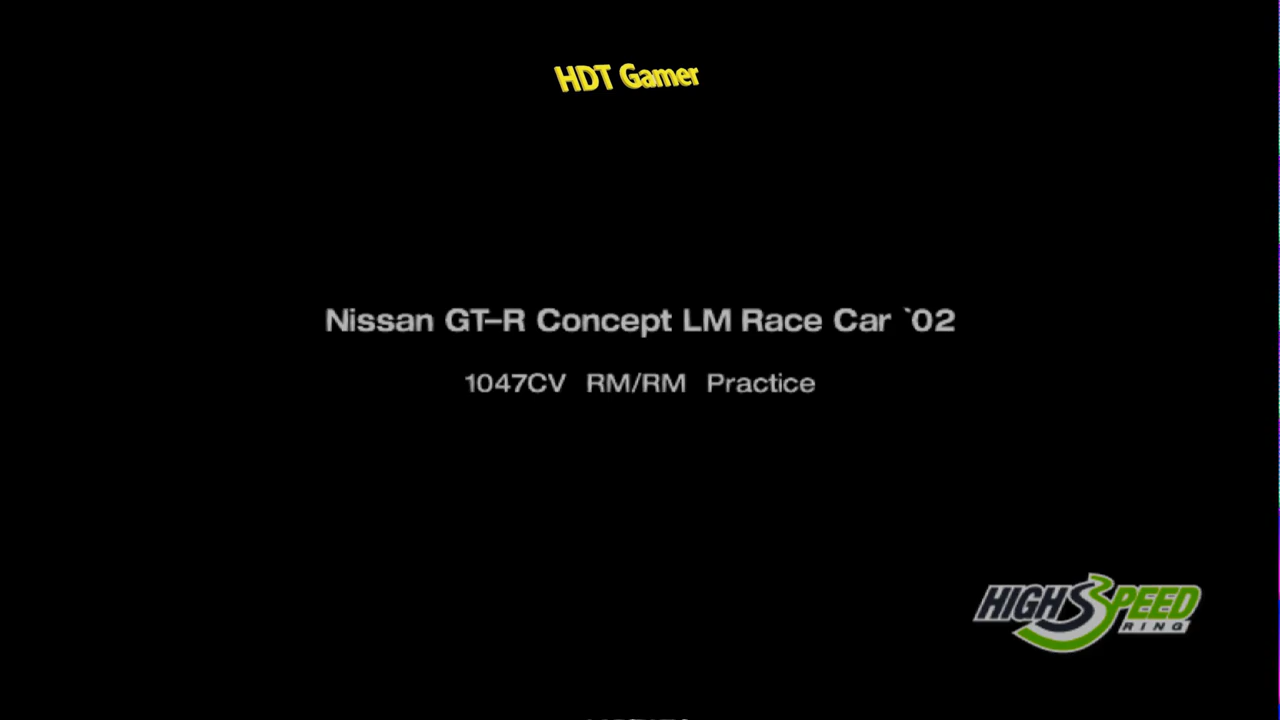 HDT Gamer
Nissan GT-R Concept LM Race Car `02
1047CV RM/RM Practice
HIGH SPEED
RING